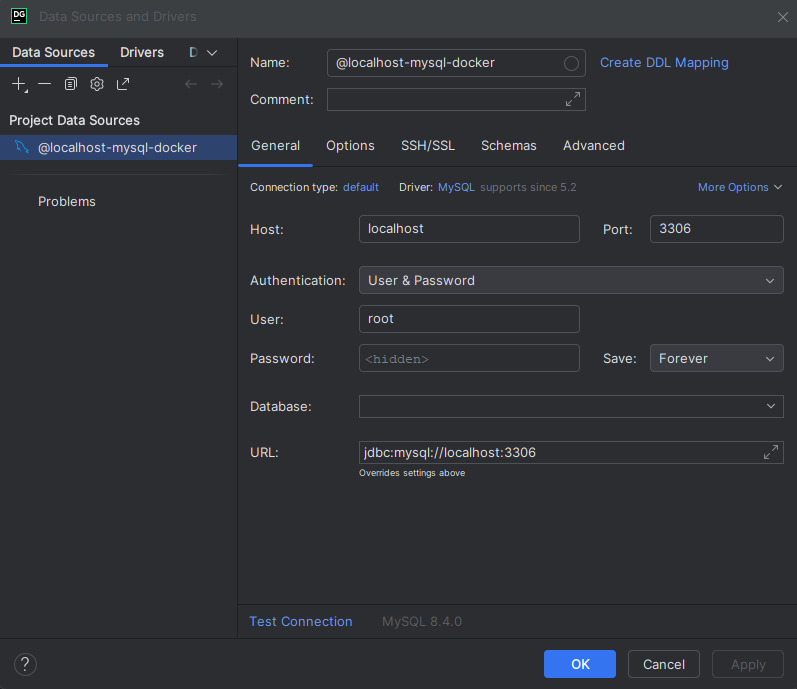 DG Data Sources and Drivers
Data Sources Drivers D
Project Data Sources
@localhost-mysql-docker
Problems
Name: @localhost-mysql-docker Create DDL Mapping
Comment:
General Options SSH/SSL Schemas Advanced
Connection type: default Driver: MySQL supports since 5.2 More Options
Host: localhost Port: 3306
Authentication: User & Password
User: root
Password: <hidden> Save: Forever
Database:
URL: jdbc:mysql://localhost:3306
Overrides settings above
Test Connection MySQL 8.4.0
? OK Cancel Apply